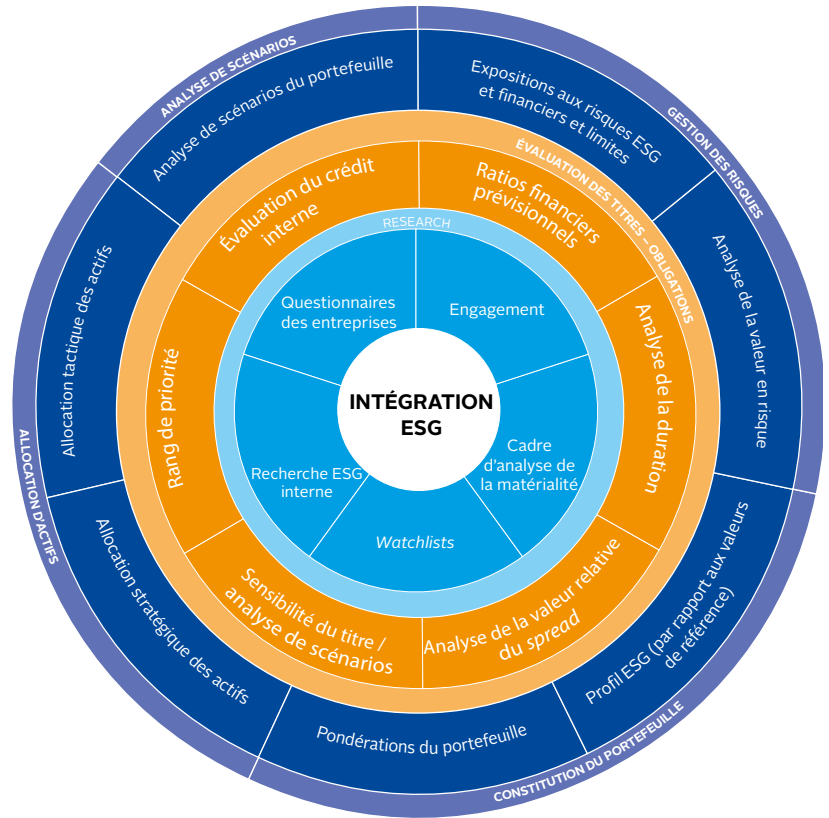 ANALYSE DE SCÉNARIOS
GESTION DES RISQUES
CONSTITUTION DU PORTEFEUILLE
ALLOCATION D'ACTIFS
Analyse de scénarios du portefeuille
Expositions aux risques ESG
et financiers et limites
Analyse de la valeur en risque
Profil ESG (par rapport aux valeurs
de référence)
Pondérations du portefeuille
Allocation stratégique des actifs
Allocation tactique des actifs
ÉVALUATION DES TITRES – OBLIGATIONS
Évaluation du crédit
interne
Ratios financiers
prévisionnels
Analyse de la duration
Analyse de la valeur relative
du spread
Sensibilité du titre /
analyse de scénarios
Rang de priorité
RESEARCH
Questionnaires
des entreprises
Engagement
Cadre
d'analyse de
la matérialité
Watchlists
Recherche ESG
interne
INTÉGRATION
ESG